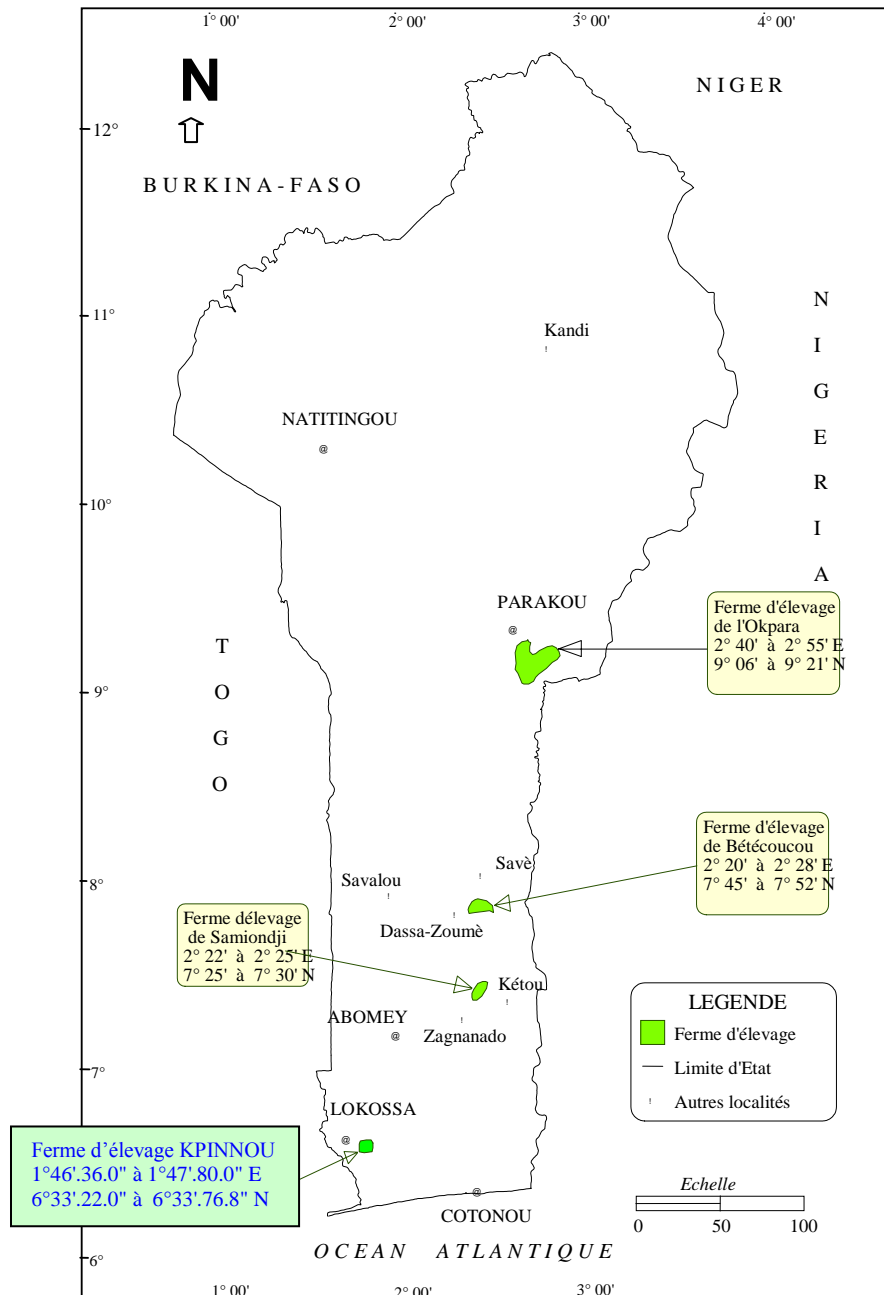 1° 00'
2° 00'
3° 00'
4° 00'
N
NIGER
12°
BURKINA-FASO
11°
NIGERIA
Kandi
NATITINGOU
@
10°
PARAKOU
@
Ferme d'élevage
de l'Okpara
2° 40' à 2° 55' E
9° 06' à 9° 21' N
TOGO
9°
Ferme d'élevage
de Bétécoucou
2° 20' à 2° 28' E
7° 45' à 7° 52' N
Savè
8°
Savalou
Dassa-Zoumè
Ferme délevage
de Samiondji
2° 22' à 2° 25' E
7° 25' à 7° 30' N
Kétou
ABOMEY
@
Zagnanado
LEGENDE
Ferme d'élevage
Limite d'Etat
! Autres localités
7°
LOKOSSA
@
Ferme d’élevage KPINNOU
1°46'.36.0" à 1°47'.80.0" E
6°33'.22.0" à 6°33'.76.8" N
@
COTONOU
Echelle
0 50 100
OCEAN ATLANTIQUE
6°
1° 00'
2° 00'
3° 00'